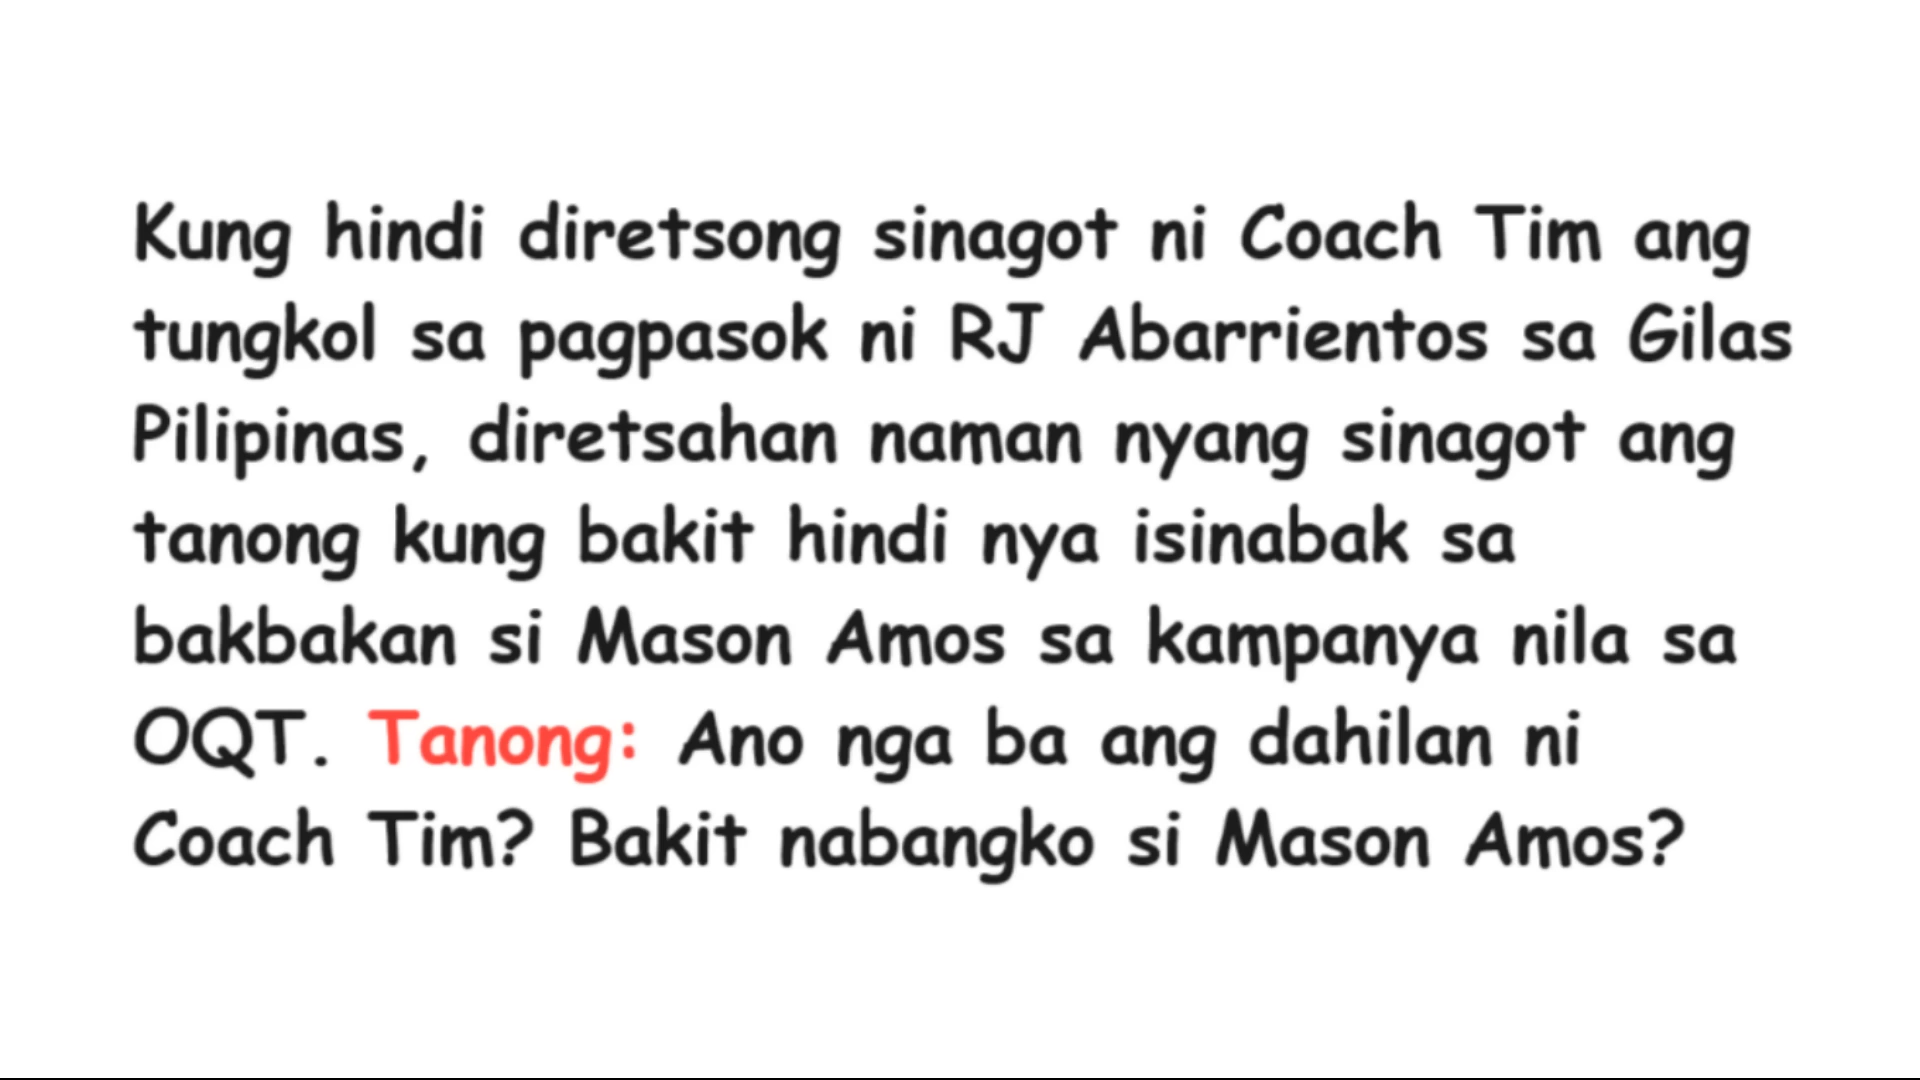 Kung hindi diretsong sinagot ni Coach Tim ang
tungkol sa pagpasok ni RJ Abarrientos sa Gilas
Pilipinas, diretsahan naman nyang sinagot ang
tanong kung bakit hindi nya isinabak sa
bakbakan si Mason Amos sa kampanya nila sa
OQT. Tanong: Ano nga ba ang dahilan ni
Coach Tim? Bakit nabangko si Mason Amos?